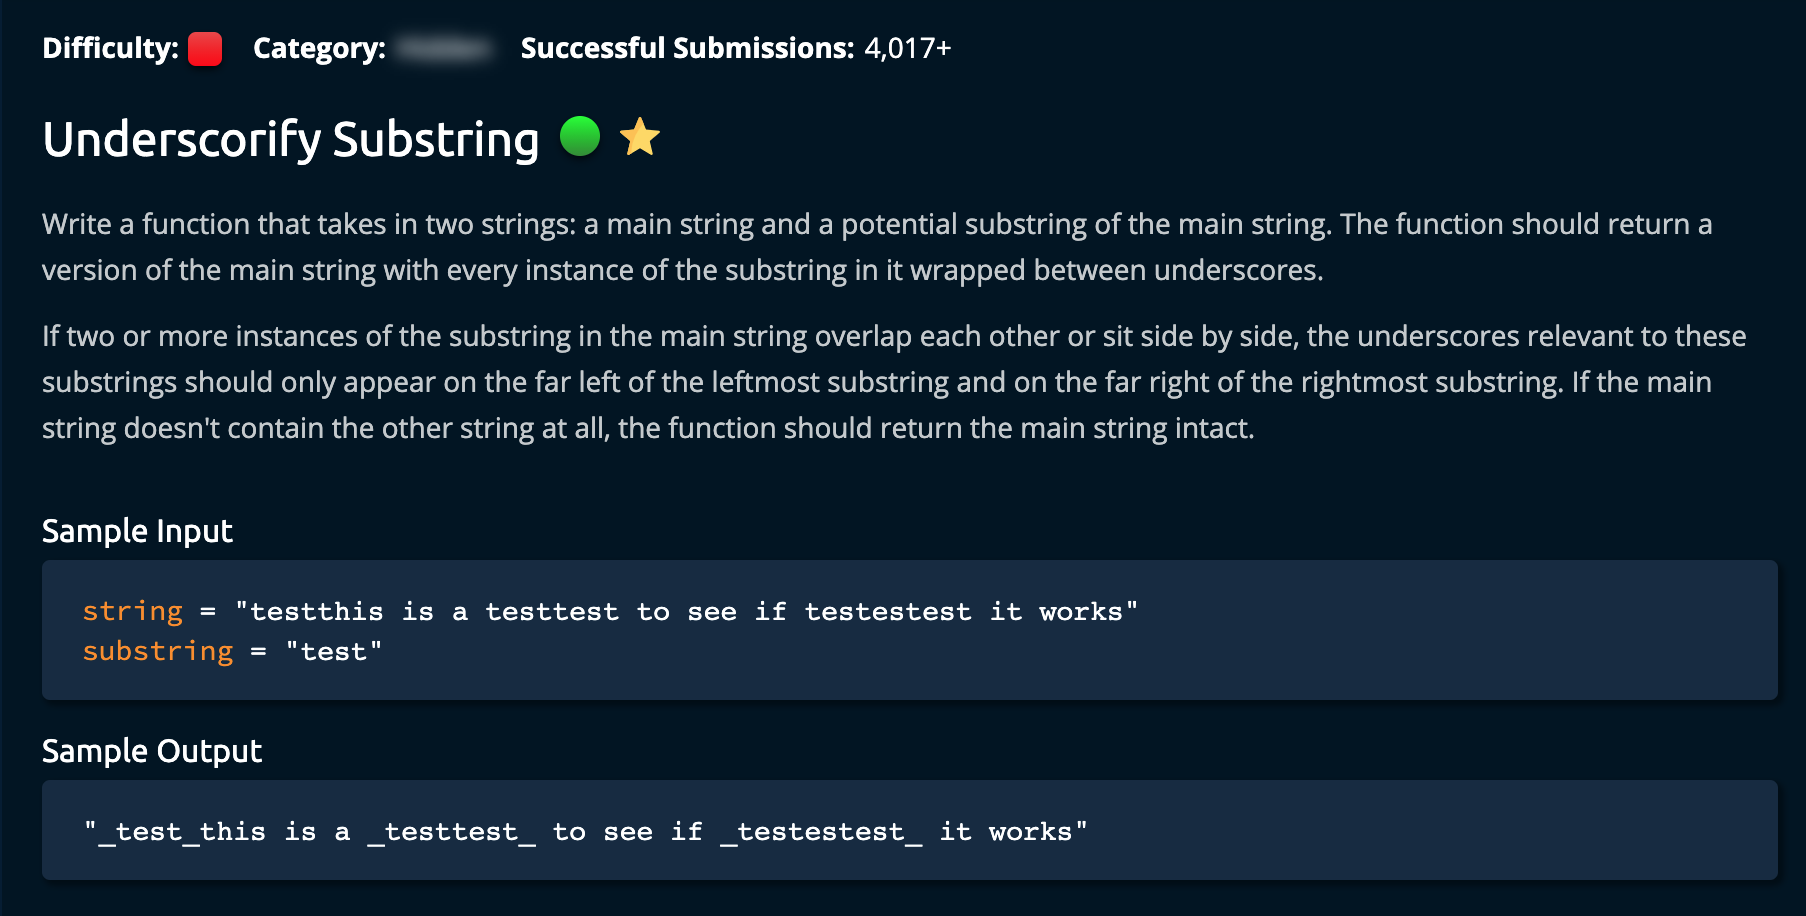 Difficulty: Category: Successful Submissions: 4,017+
Underscorify Substring
Write a function that takes in two strings: a main string and a potential substring of the main string. The function should return a
version of the main string with every instance of the substring in it wrapped between underscores.
If two or more instances of the substring in the main string overlap each other or sit side by side, the underscores relevant to these
substrings should only appear on the far left of the leftmost substring and on the far right of the rightmost substring. If the main
string doesn't contain the other string at all, the function should return the main string intact.
Sample Input
string = "testthis is a testtest to see if testestest it works"
substring = "test"
Sample Output
"_test_this is a _testtest_ to see if _testestest_ it works"